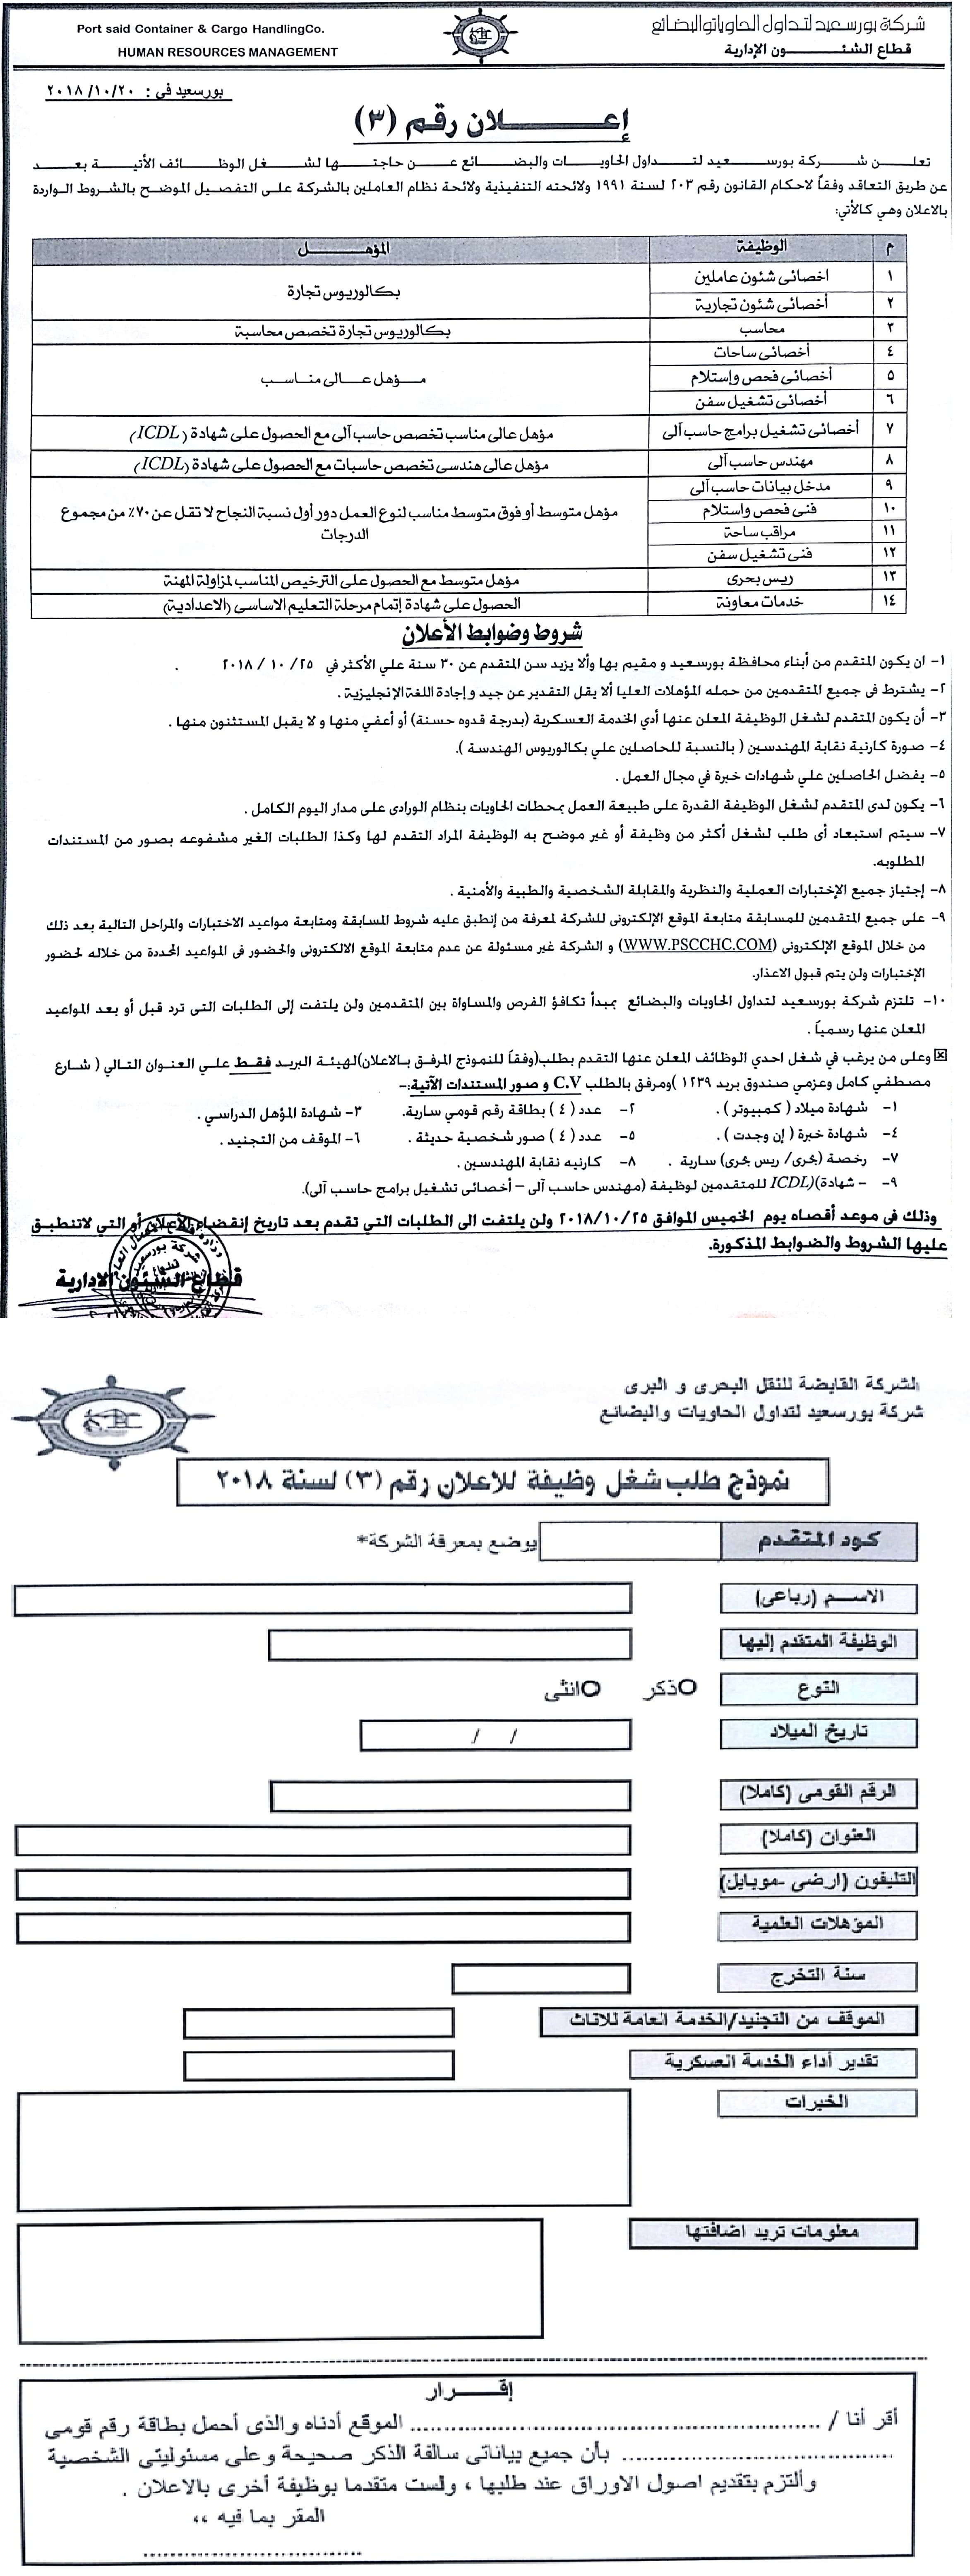 Port said Container & Cargo HandlingCo.
شركة بورسعيد لتداول الحاويات والبضائع
HUMAN RESOURCES MANAGEMENT
قطاع الشئـــون الإدارية
بورسعيد فى : ٢٠١٨/١٠/٢٠
إعـــلان رقم (٣)
تعلن شركة بورسعيد لتداول الحاويات والبضائع عن حاجتها لشغل الوظائف الأتية بعد
عن طريق التعاقد وفقاً لاحكام القانون رقم ٢٠٣ لسنة ١٩٩١ ولائحته التنفيذية ولائحة نظام العاملين بالشركة على التفصيل الموضح بالشروط الواردة
بالاعلان وهي كالأتي:
م الوظيفة المؤهل
١ اخصائى شئون عاملين بكالوريوس تجارة
٢ أخصائى شئون تجارية
٣ محاسب بكالوريوس تجارة تخصص محاسبة
٤ أخصائى ساحات
٥ أخصائى فحص وإستلام مؤهل عالى مناسب
٦ أخصائى تشغيل سفن
٧ أخصائى تشغيل برامج حاسب آلى مؤهل عالى مناسب تخصص حاسب آلى مع الحصول على شهادة (ICDL)
٨ مهندس حاسب آلى مؤهل عالى هندسى تخصص حاسبات مع الحصول على شهادة (ICDL)
٩ مدخل بيانات حاسب آلى
١٠ فنى فحص واستلام مؤهل متوسط أو فوق متوسط مناسب لنوع العمل دور أول نسبة النجاح لا تقل عن ٧٠٪ من مجموع
١١ مراقب ساحة الدرجات
١٢ فنى تشغيل سفن
١٣ ريس بحرى مؤهل متوسط مع الحصول على الترخيص المناسب لمزاولة المهنة
١٤ خدمات معاونة الحصول على شهادة إتمام مرحلة التعليم الاساسى (الاعدادية)
شروط وضوابط الأعلان
١- ان يكون المتقدم من أبناء محافظة بورسعيد و مقيم بها وألا يزيد سن المتقدم عن ٣٠ سنة علي الأكثر في ٢٥/ ١٠ / ٢٠١٨ .
٢- يشترط فى جميع المتقدمين من حمله المؤهلات العليا ألا يقل التقدير عن جيد و إجادة اللغة الإنجليزية .
٣- أن يكون المتقدم لشغل الوظيفة المعلن عنها أدي الخدمة العسكرية (بدرجة قدوه حسنة) أو أعفي منها و لا يقبل المستثنون منها .
٤- صورة كارنية نقابة المهندسين ( بالنسبة للحاصلين علي بكالوريوس الهندسة ).
٥- يفضل الحاصلين علي شهادات خبرة في مجال العمل .
٦- يكون لدى المتقدم لشغل الوظيفة القدرة على طبيعة العمل بمحطات الحاويات بنظام الورادى على مدار اليوم الكامل .
٧- سيتم استبعاد أى طلب لشغل أكثر من وظيفة أو غير موضح به الوظيفة المراد التقدم لها وكذا الطلبات الغير مشفوعه بصور من المستندات
المطلوبه.
٨- إجتياز جميع الإختبارات العملية والنظرية والمقابلة الشخصية والطبية والأمنية .
٩- على جميع المتقدمين للمسابقة متابعة الموقع الإلكترونى للشركة لمعرفة من إنطبق عليه شروط المسابقة ومتابعة مواعيد الاختبارات والمراحل التالية بعد ذلك
من خلال الموقع الإلكترونى (WWW.PSCCHC.COM) و الشركة غير مسئولة عن عدم متابعة الموقع الالكترونى والحضور فى المواعيد المحددة من خلاله لحضور
الإختبارات ولن يتم قبول الاعذار.
١٠- تلتزم شركة بورسعيد لتداول الحاويات والبضائع بمبدأ تكافؤ الفرص والمساواة بين المتقدمين ولن يلتفت إلى الطلبات التى ترد قبل أو بعد المواعيد
المعلن عنها رسمياً .
وعلى من يرغب في شغل احدي الوظائف المعلن عنها التقدم بطلب(وفقاً للنموذج المرفق بالاعلان)لهيئة البريد فقط علي العنوان التالي ( شارع
مصطفي كامل وعزمي صندوق بريد ١٢٣٩ )ومرفق بالطلب C.V و صور المستندات الآتية:-
١- شهادة ميلاد ( كمبيوتر ) . ٢- عدد ( ٤ ) بطاقة رقم قومي سارية. ٣- شهادة المؤهل الدراسي .
٤- شهادة خبرة ( إن وجدت ) . ٥- عدد ( ٤ ) صور شخصية حديثة . ٦- الموقف من التجنيد .
٧- رخصة (بحرى/ ريس بحرى) سارية . ٨- كارنيه نقابة المهندسين .
٩- - شهادة)(ICDL للمتقدمين لوظيفة (مهندس حاسب آلى – أخصائى تشغيل برامج حاسب آلى).
وذلك فى موعد أقصاه يوم الخميس الموافق ٢٠١٨/١٠/٢٥ ولن يلتفت الى الطلبات التي تقدم بعد تاريخ إنقضاء الأعلان أو التي لاتنطبق
عليها الشروط والضوابط المذكورة.
قطاع الشئون الادارية
شركة بورسعيد
الشركة القابضة للنقل البحرى و البرى
شركة بورسعيد لتداول الحاويات والبضائع
نموذج طلب شغل وظيفة للاعلان رقم (٣) لسنة ٢٠١٨
كود المتقدم يوضع بمعرفة الشركة*
الاسم (رباعى)
الوظيفة المتقدم إليها
النوع ذكر انثى
تاريخ الميلاد / /
الرقم القومى (كاملا)
العنوان (كاملا)
التليفون (ارضى -موبايل)
المؤهلات العلمية
سنة التخرج
الموقف من التجنيد/الخدمة العامة للاناث
تقدير أداء الخدمة العسكرية
الخبرات
معلومات تريد اضافتها
إقـــرار
أقر أنا / .................... الموقع أدناه والذى أحمل بطاقة رقم قومى
.................... بأن جميع بياناتى سالفة الذكر صحيحة وعلى مسئوليتى الشخصية
وألتزم بتقديم اصول الاوراق عند طلبها ، ولست متقدما بوظيفة أخرى بالاعلان .
المقر بما فيه ،،
....................